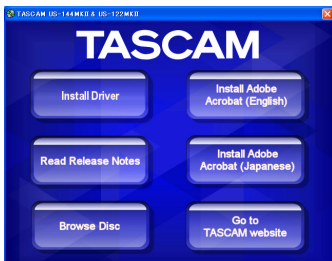 TASCAM US-144MKII & US-122MKII
TASCAM
Install Driver
Install Adobe
Acrobat (English)
Read Release Notes
Install Adobe
Acrobat (Japanese)
Browse Disc
Go to
TASCAM website